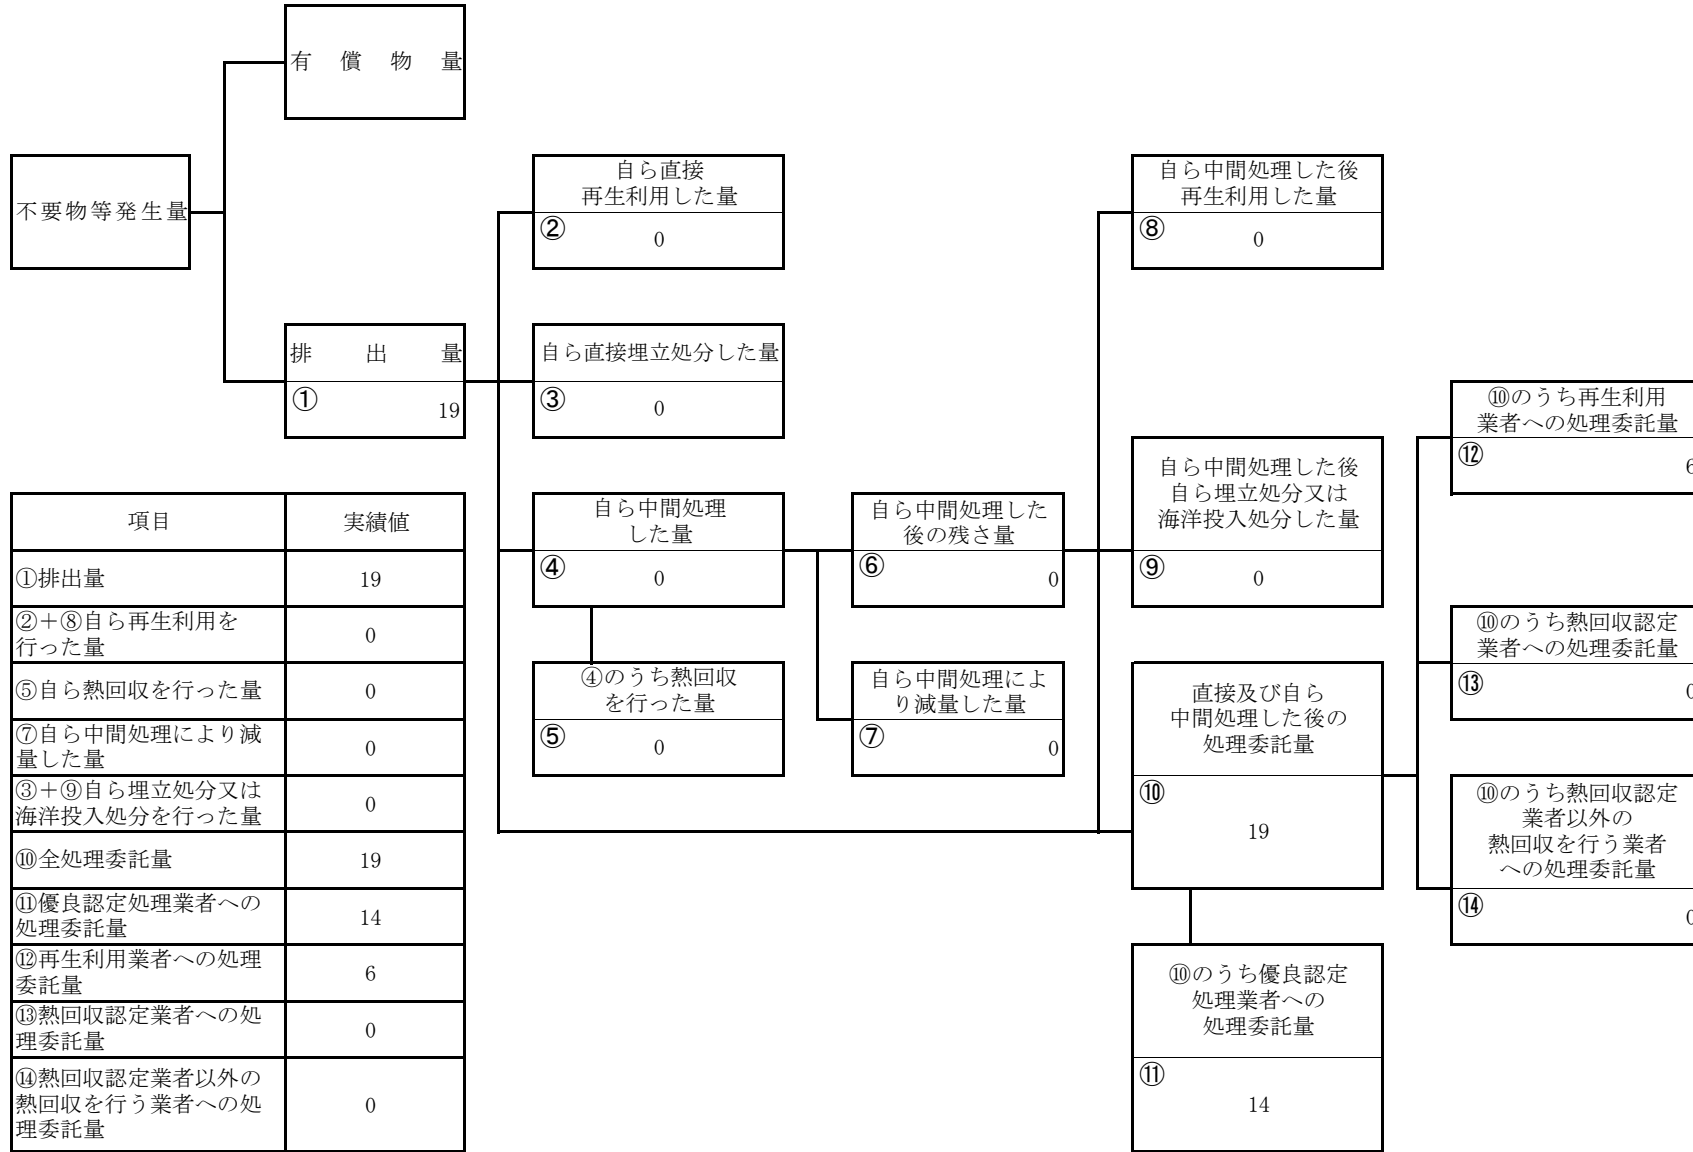 有償物量
不要物等発生量
排出量
①
19
自ら直接
再生利用した量
②
0
自ら直接埋立処分した量
③
0
自ら中間処理
した量
④
0
④のうち熱回収
を行った量
⑤
0
自ら中間処理した
後の残さ量
⑥
0
自ら中間処理によ
り減量した量
⑦
0
自ら中間処理した後
再生利用した量
⑧
0
自ら中間処理した後
自ら埋立処分又は
海洋投入処分した量
⑨
0
直接及び自ら
中間処理した後の
処理委託量
⑩
19
⑩のうち優良認定
処理業者への
処理委託量
⑪
14
⑩のうち再生利用
業者への処理委託量
⑫
6
⑩のうち熱回収認定
業者への処理委託量
⑬
0
⑩のうち熱回収認定
業者以外の
熱回収を行う業者
への処理委託量
⑭
0
項目 実績値
①排出量 19
②＋⑧自ら再生利用を
行った量 0
⑤自ら熱回収を行った量 0
⑦自ら中間処理により減
量した量 0
③＋⑨自ら埋立処分又は
海洋投入処分を行った量 0
⑩全処理委託量 19
⑪優良認定処理業者への
処理委託量 14
⑫再生利用業者への処理
委託量 6
⑬熱回収認定業者への処
理委託量 0
⑭熱回収認定業者以外の
熱回収を行う業者への処
理委託量 0